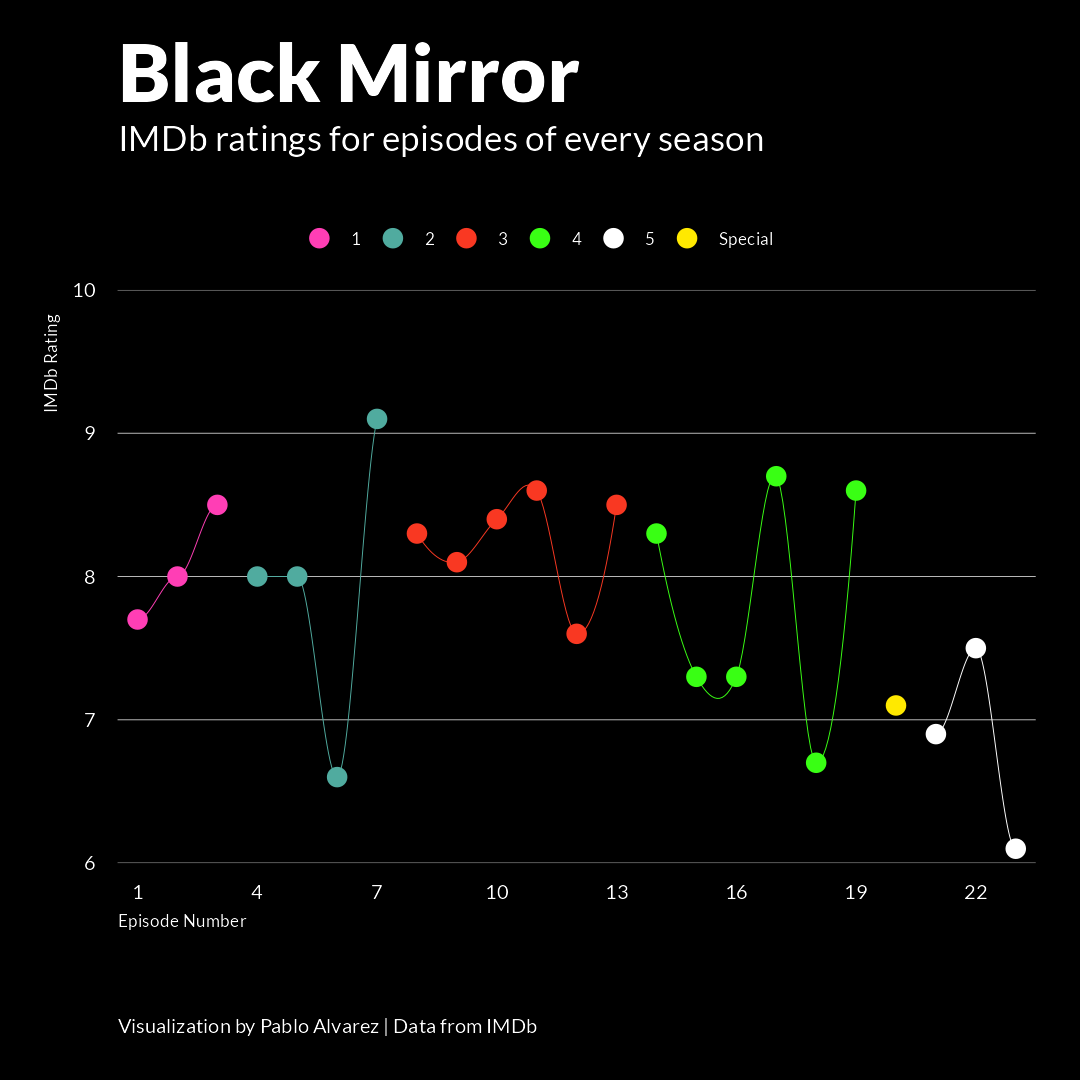 Black Mirror
IMDb ratings for episodes of every season
1 2 3 4 5 Special
10
IMDb Rating
9
8
7
6
1 4 7 10 13 16 19 22
Episode Number
Visualization by Pablo Alvarez | Data from IMDb